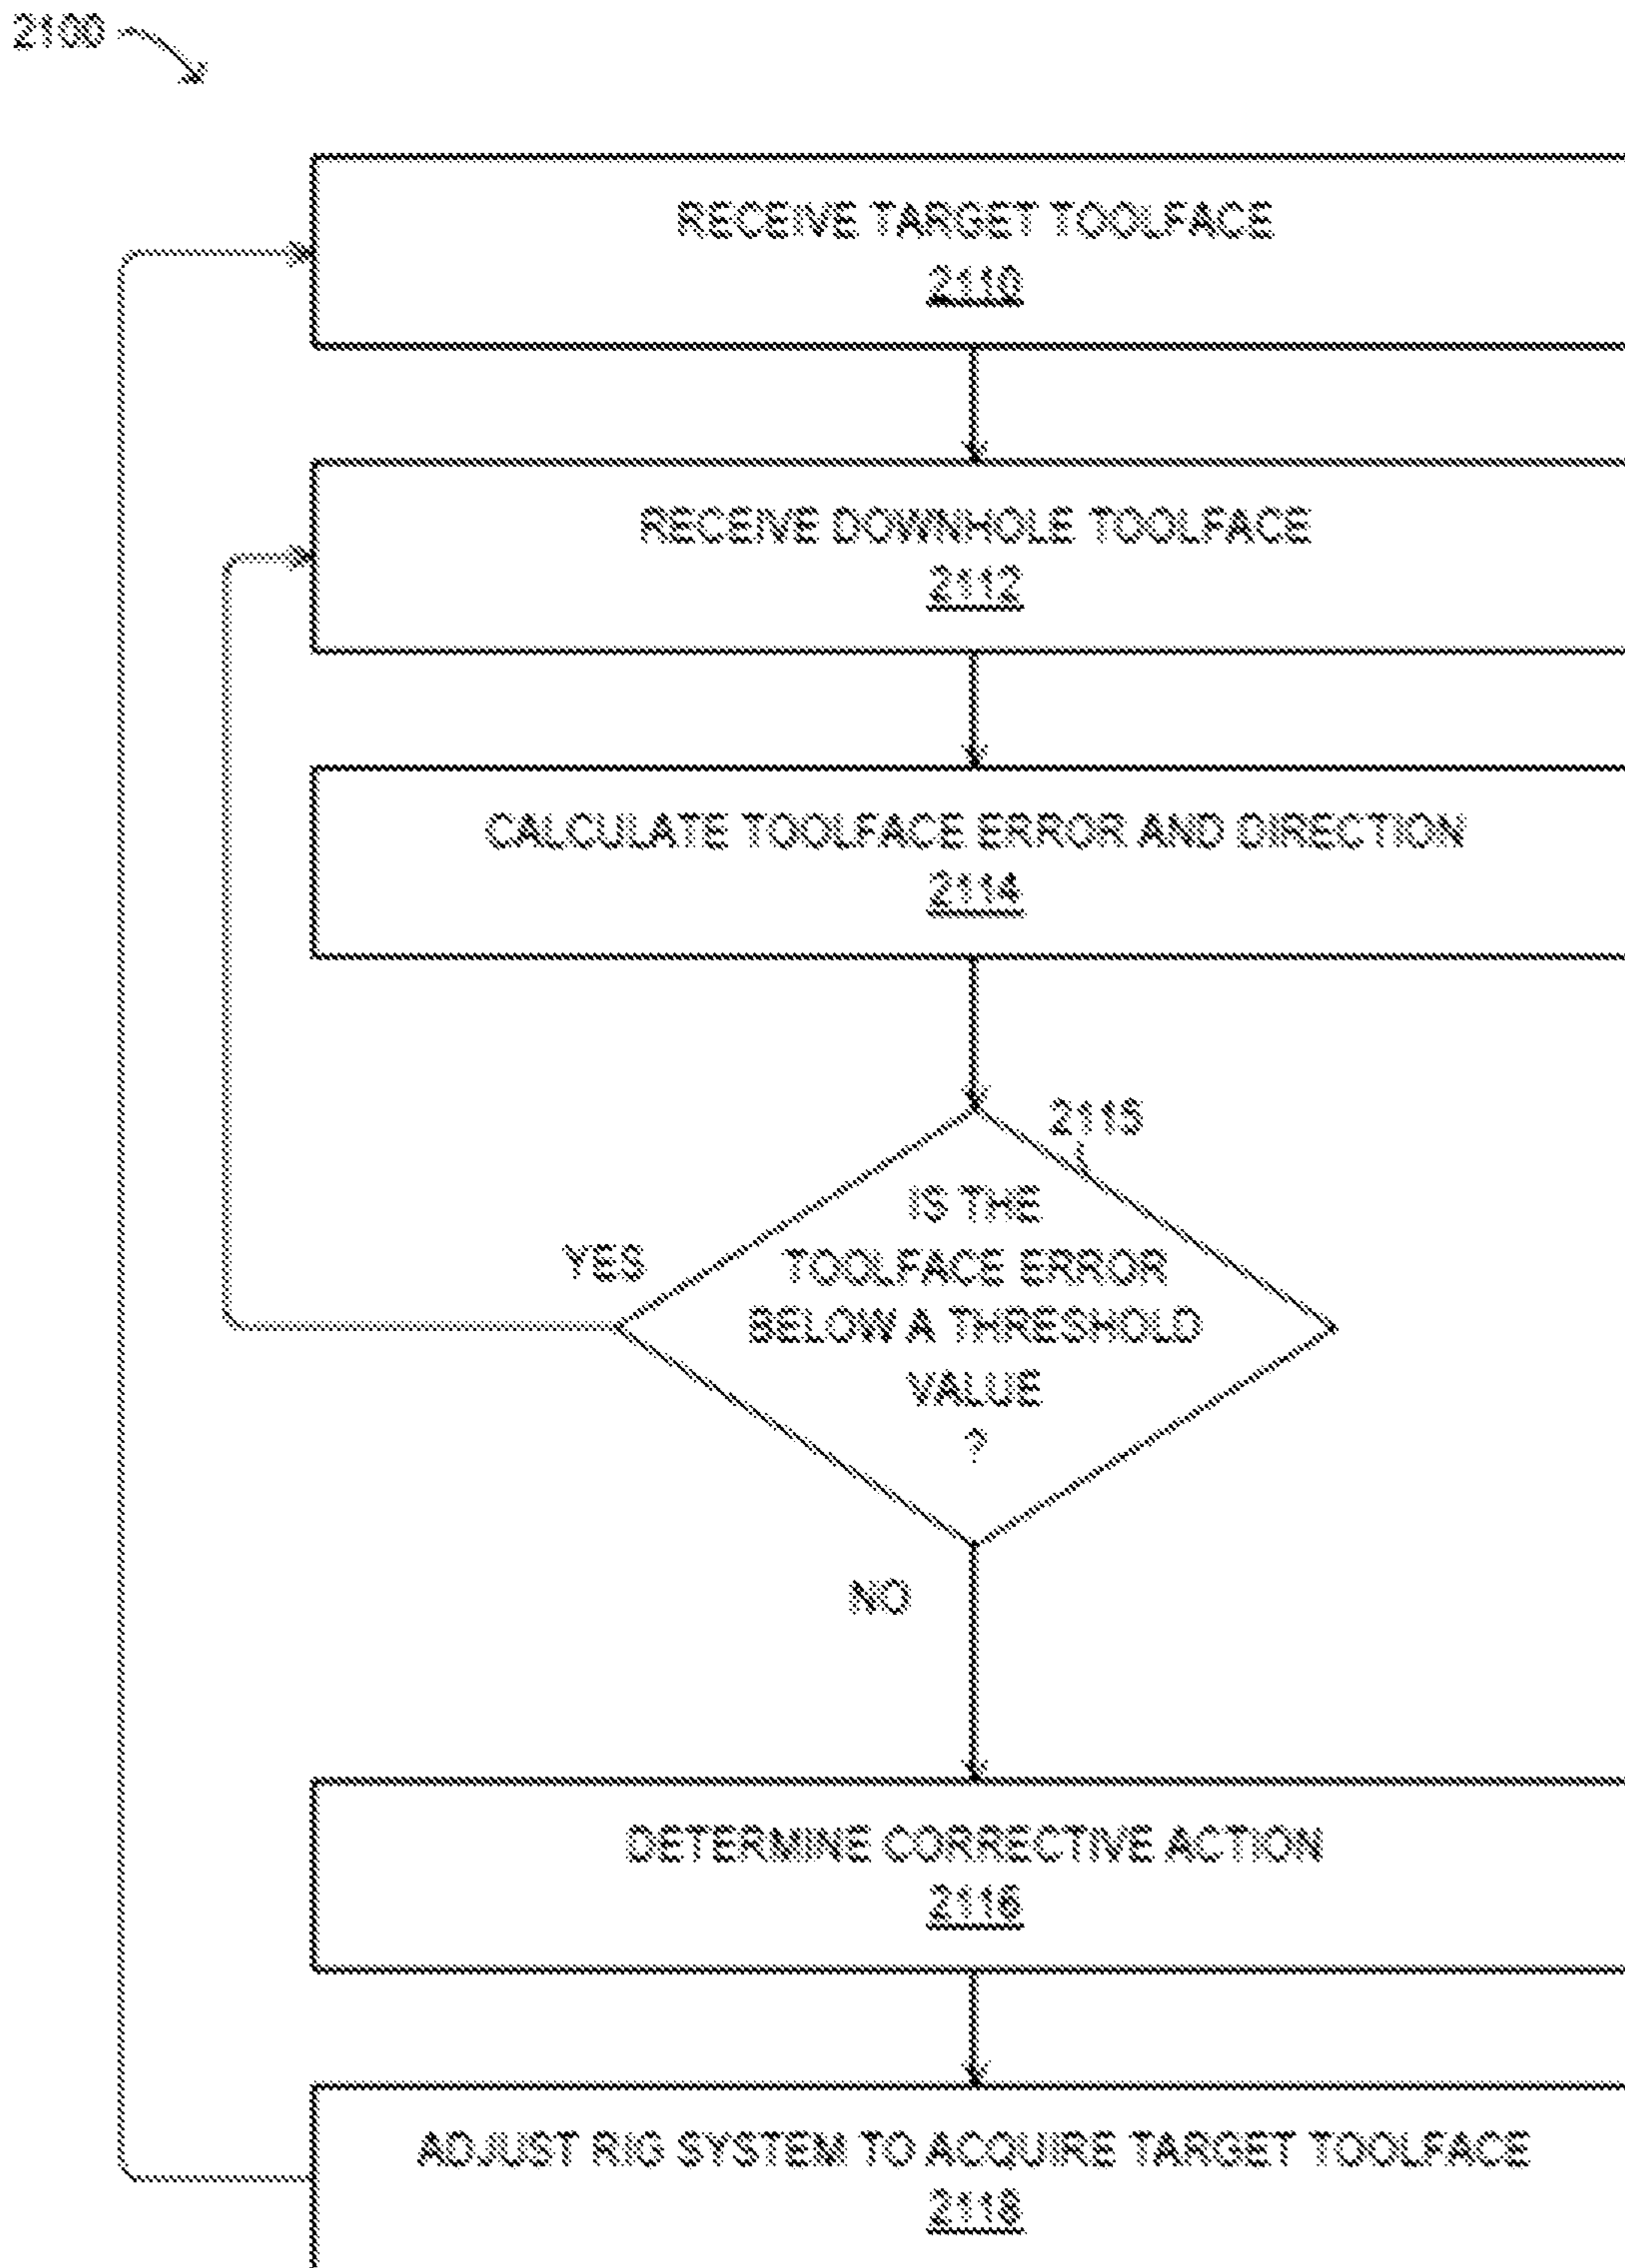 2100
RECEIVE TARGET TOOLFACE
2110
RECEIVE DOWNHOLE TOOLFACE
2112
CALCULATE TOOLFACE ERROR AND DIRECTION
2114
2115
IS THE
TOOLFACE ERROR
BELOW A THRESHOLD
VALUE
?
YES
NO
DETERMINE CORRECTIVE ACTION
2116
ADJUST RIG SYSTEM TO ACQUIRE TARGET TOOLFACE
2118